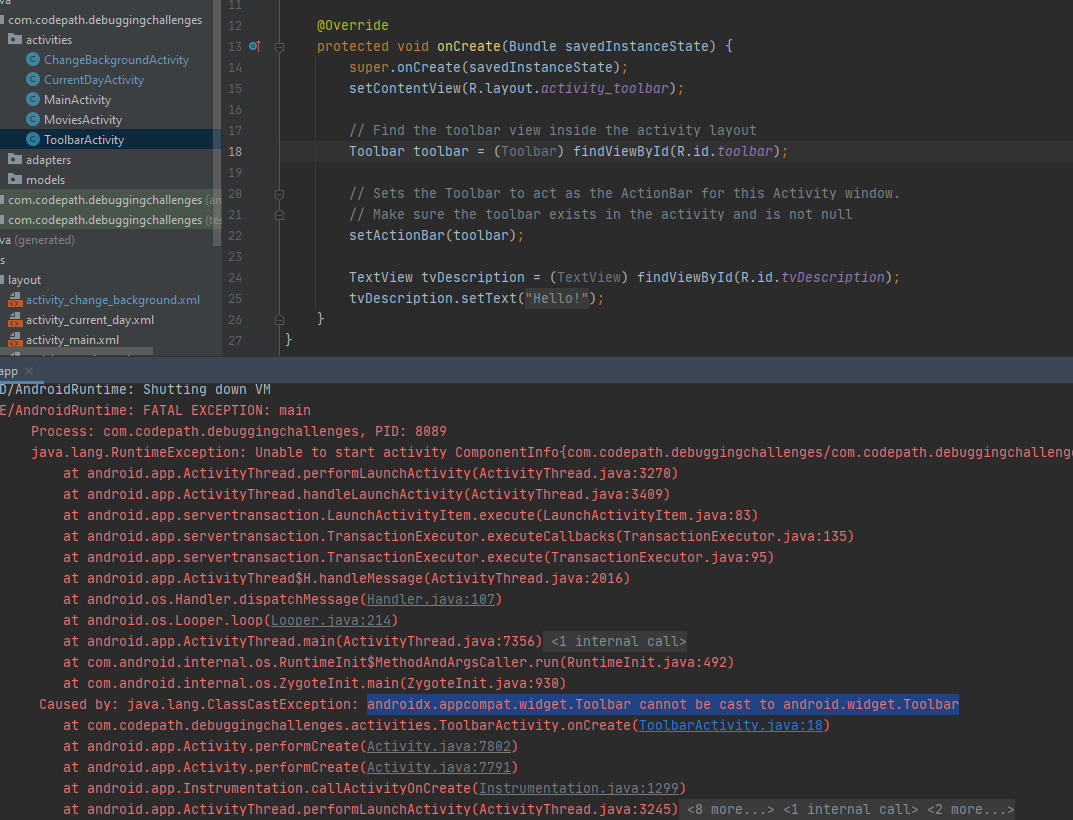 va
com.codepath.debuggingchallenges
activities
ChangeBackgroundActivity
CurrentDayActivity
MainActivity
MoviesActivity
ToolbarActivity
adapters
models
com.codepath.debuggingchallenges (an
com.codepath.debuggingchallenges (tes
va (generated)
s
layout
activity_change_background.xml
activity_current_day.xml
activity_main.xml
11
12 @Override
13 protected void onCreate(Bundle savedInstanceState) {
14 super.onCreate(savedInstanceState);
15 setContentView(R.layout.activity_toolbar);
16
17 // Find the toolbar view inside the activity layout
18 Toolbar toolbar = (Toolbar) findViewById(R.id.toolbar);
19
20 // Sets the Toolbar to act as the ActionBar for this Activity window.
21 // Make sure the toolbar exists in the activity and is not null
22 setActionBar(toolbar);
23
24 TextView tvDescription = (TextView) findViewById(R.id.tvDescription);
25 tvDescription.setText("Hello!");
26 }
27 }
app ×
D/AndroidRuntime: Shutting down VM
E/AndroidRuntime: FATAL EXCEPTION: main
Process: com.codepath.debuggingchallenges, PID: 8089
java.lang.RuntimeException: Unable to start activity ComponentInfo{com.codepath.debuggingchallenges/com.codepath.debuggingchallenge
at android.app.ActivityThread.performLaunchActivity(ActivityThread.java:3270)
at android.app.ActivityThread.handleLaunchActivity(ActivityThread.java:3409)
at android.app.servertransaction.LaunchActivityItem.execute(LaunchActivityItem.java:83)
at android.app.servertransaction.TransactionExecutor.executeCallbacks(TransactionExecutor.java:135)
at android.app.servertransaction.TransactionExecutor.execute(TransactionExecutor.java:95)
at android.app.ActivityThread$H.handleMessage(ActivityThread.java:2016)
at android.os.Handler.dispatchMessage(Handler.java:107)
at android.os.Looper.loop(Looper.java:214)
at android.app.ActivityThread.main(ActivityThread.java:7356) <1 internal call>
at com.android.internal.os.RuntimeInit$MethodAndArgsCaller.run(RuntimeInit.java:492)
at com.android.internal.os.ZygoteInit.main(ZygoteInit.java:930)
Caused by: java.lang.ClassCastException: androidx.appcompat.widget.Toolbar cannot be cast to android.widget.Toolbar
at com.codepath.debuggingchallenges.activities.ToolbarActivity.onCreate(ToolbarActivity.java:18)
at android.app.Activity.performCreate(Activity.java:7802)
at android.app.Activity.performCreate(Activity.java:7791)
at android.app.Instrumentation.callActivityOnCreate(Instrumentation.java:1299)
at android.app.ActivityThread.performLaunchActivity(ActivityThread.java:3245) <8 more...> <1 internal call> <2 more...>